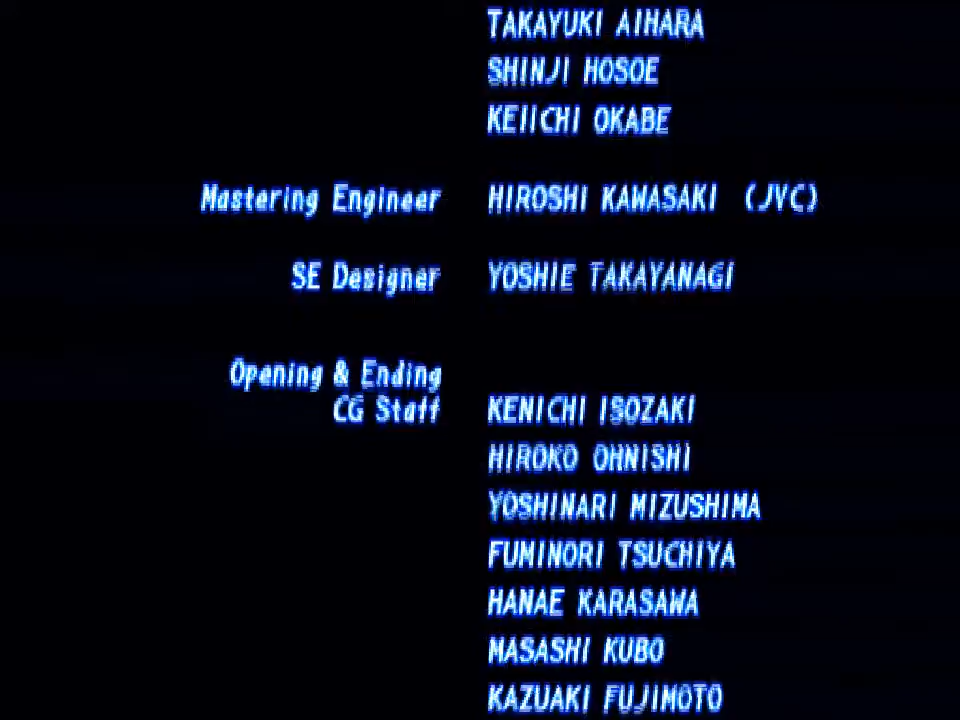 TAKAYUKI AIHARA
SHINJI HOSOE
KEIICHI OKABE
Mastering Engineer HIROSHI KAWASAKI (JVC)
SE Designer YOSHIE TAKAYANAGI
Opening & Ending
CG Staff KENICHI ISOZAKI
HIROKO OHNISHI
YOSHINARI MIZUSHIMA
FUMINORI TSUCHIYA
HANAE KARASAWA
MASASHI KUBO
KAZUAKI FUJIMOTO